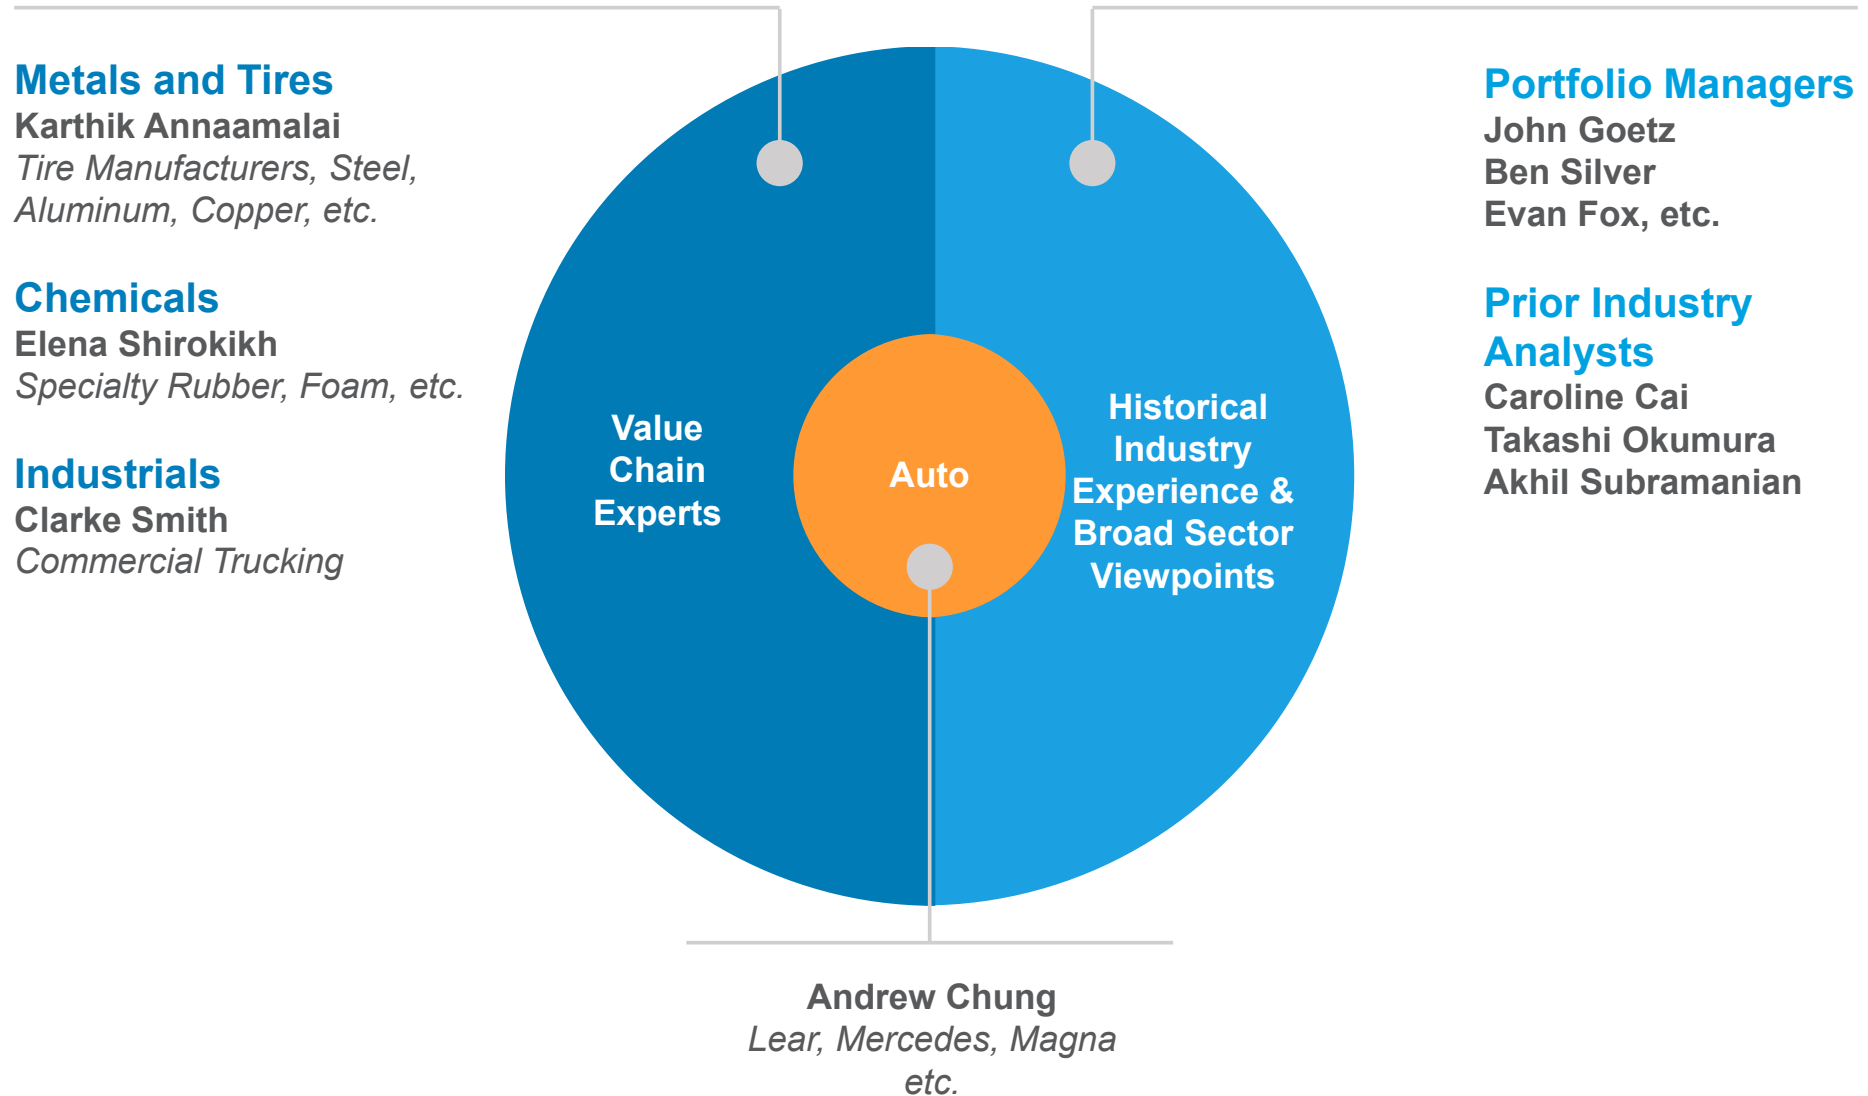 Metals and Tires
Karthik Annaamalai
Tire Manufacturers, Steel,
Aluminum, Copper, etc.
Chemicals
Elena Shirokikh
Specialty Rubber, Foam, etc.
Industrials
Clarke Smith
Commercial Trucking
Value
Chain
Experts
Auto
Historical
Industry
Experience &
Broad Sector
Viewpoints
Portfolio Managers
John Goetz
Ben Silver
Evan Fox, etc.
Prior Industry
Analysts
Caroline Cai
Takashi Okumura
Akhil Subramanian
Andrew Chung
Lear, Mercedes, Magna
etc.